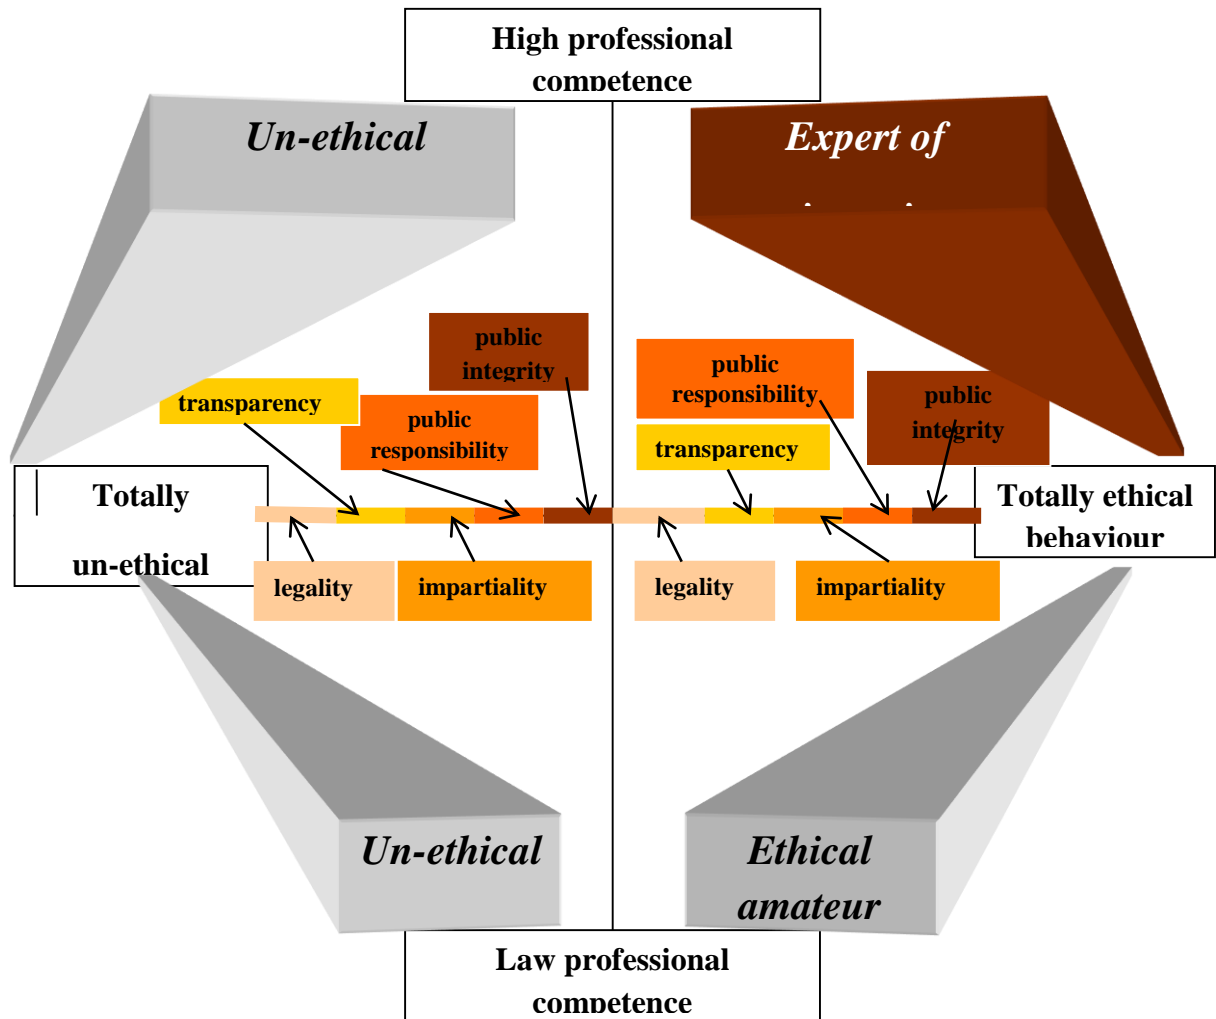 High professional
competence
Un-ethical
Expert of
public
integrity
public
responsibility
transparency
public
responsibility
public
integrity
transparency
Totally
un-ethical
Totally ethical
behaviour
legality
impartiality
legality
impartiality
Un-ethical
Ethical
amateur
Law professional
competence